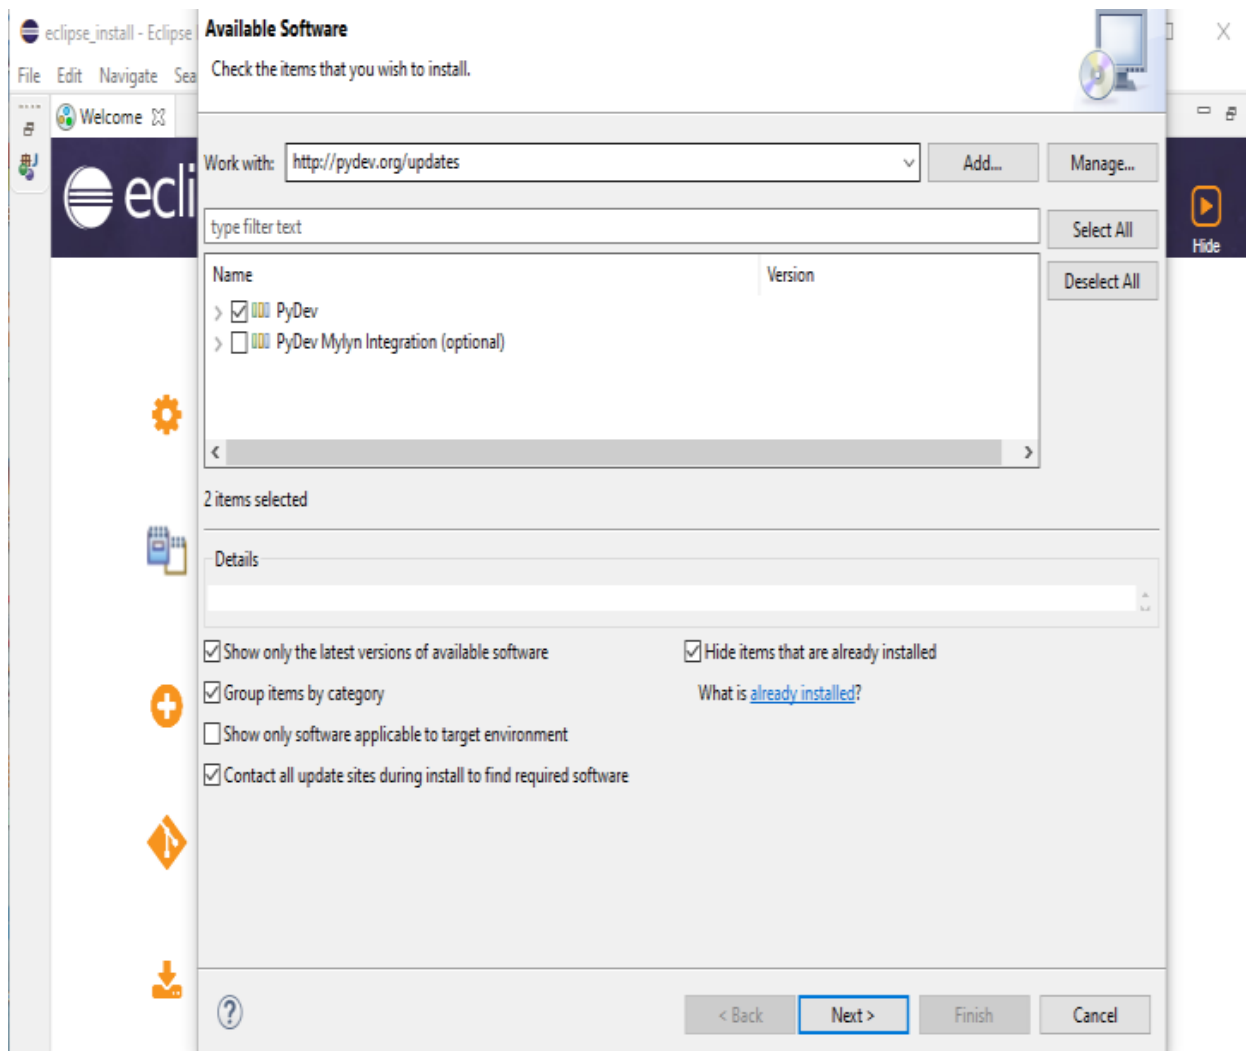 eclipse_install - Eclipse
Available Software
Check the items that you wish to install.
File Edit Navigate Sea
Welcome
ecli
Work with: http://pydev.org/updates Add... Manage...
type filter text Select All
Hide
Name Version Deselect All
PyDev
PyDev Mylyn Integration (optional)
2 items selected
Details
Show only the latest versions of available software Hide items that are already installed
Group items by category What is already installed?
Show only software applicable to target environment
Contact all update sites during install to find required software
? < Back Next > Finish Cancel